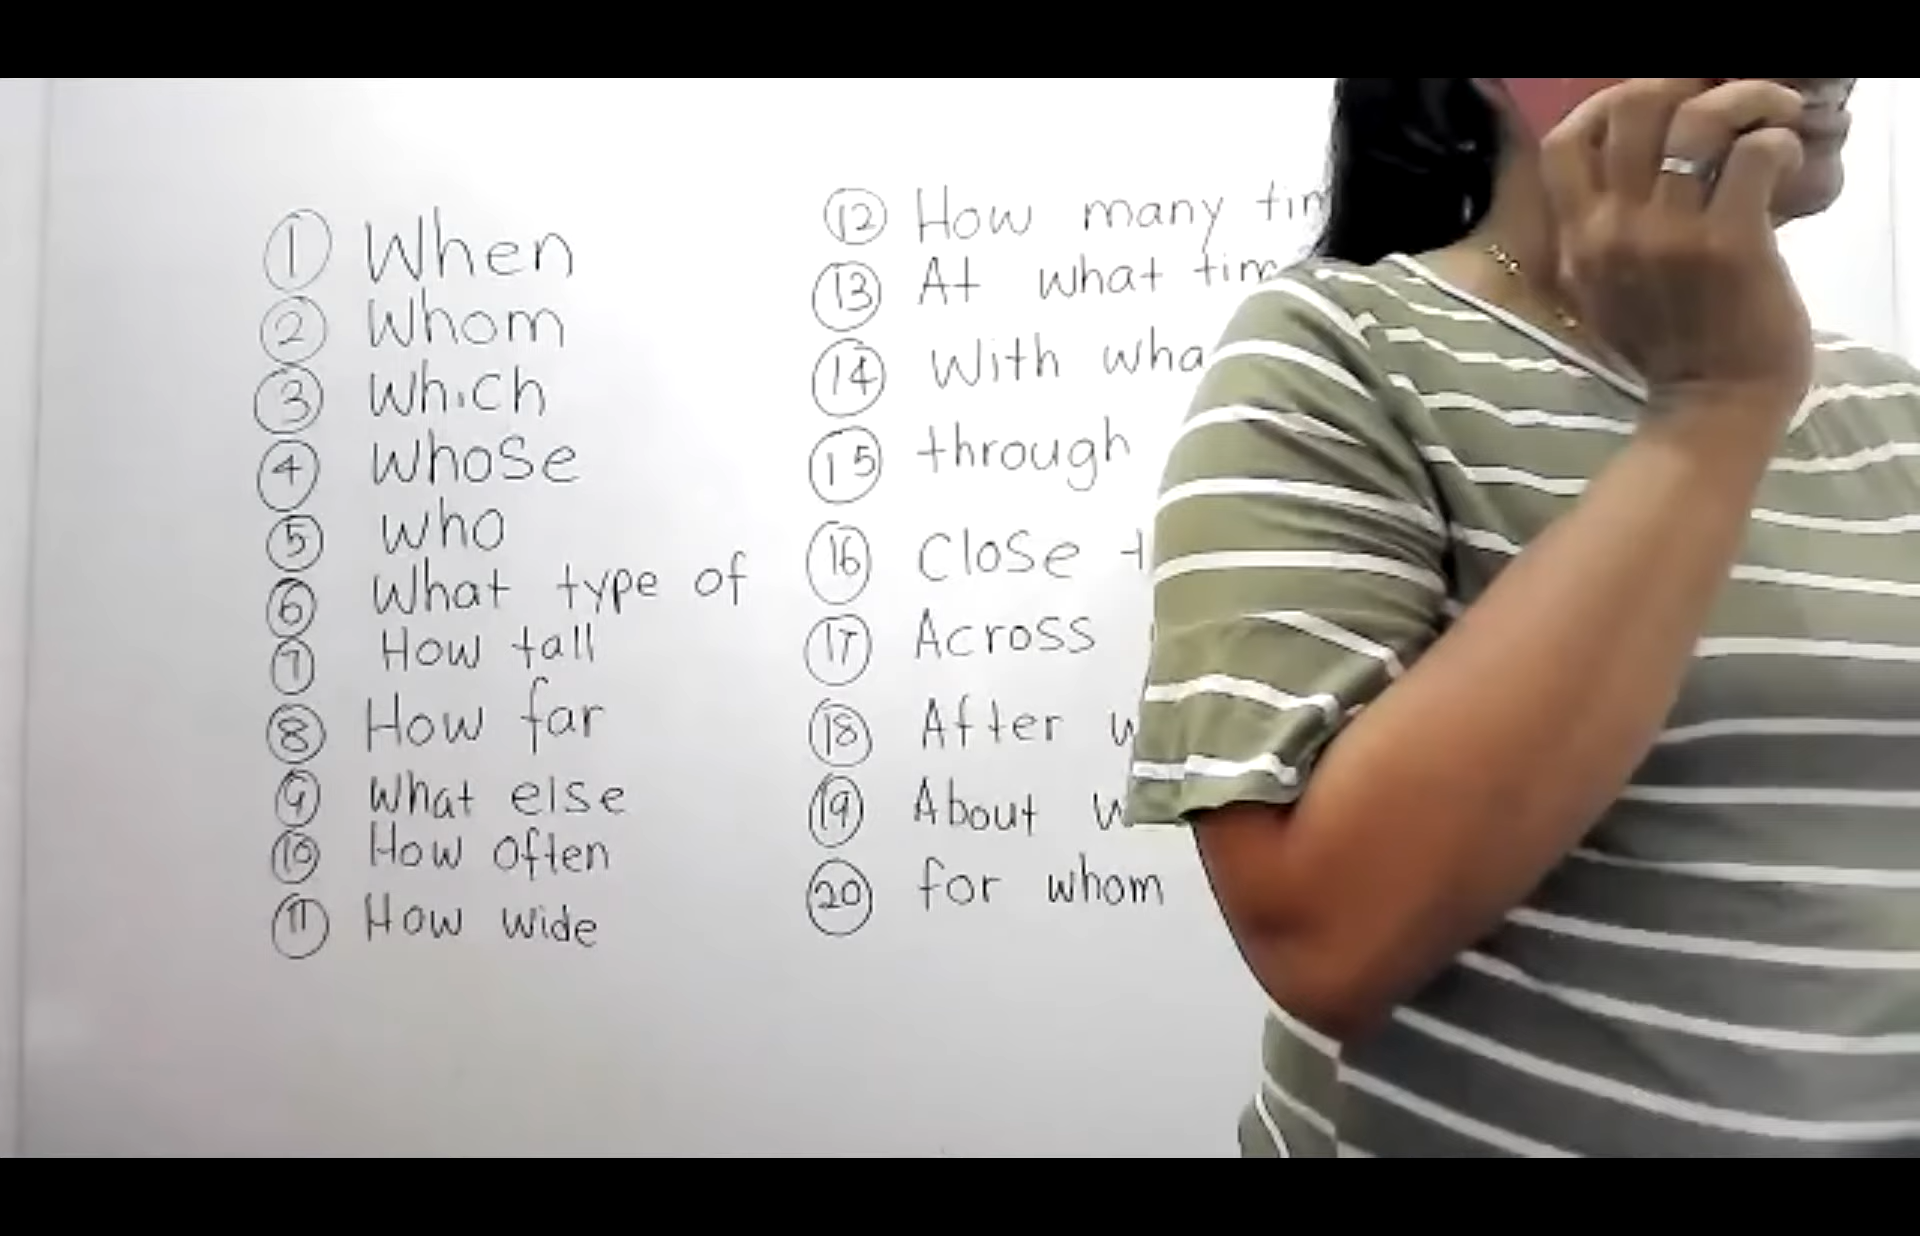 ① When
② Whom
③ Which
④ Whose
⑤ Who
⑥ What type of
⑦ How tall
⑧ How far
⑨ What else
⑩ How often
⑪ How wide
⑫ How many
⑬ At what
⑭ With
⑮ through
⑯ Close
⑰ Across
⑱ After
⑲ About
⑳ for whom